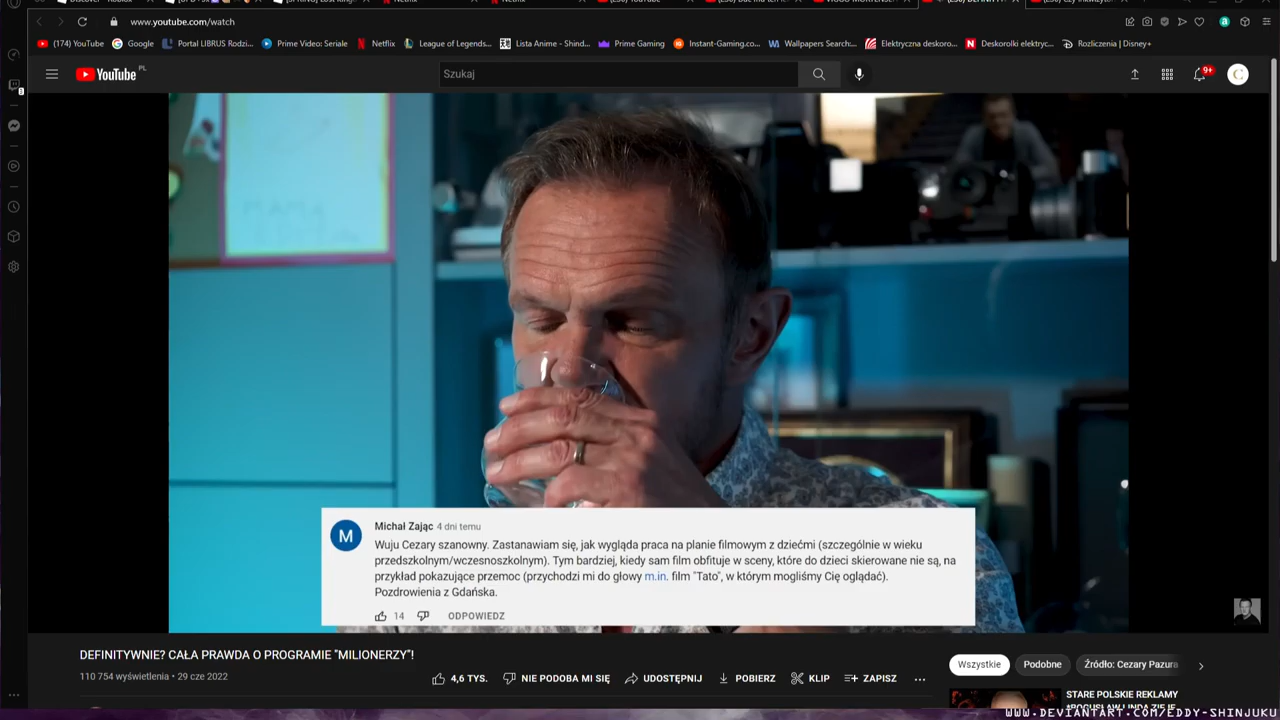 www.youtube.com/watch
(174) YouTube
Google
Portal LIBRUS Rodzi...
Prime Video: Seriale
Netflix
League of Legends...
Lista Anime - Shind...
Prime Gaming
Instant-Gaming.co...
Wallpapers Search:...
Elektryczna deskoro...
Deskorolki elektryc...
Rozliczenia | Disney+
YouTube PL
Szukaj
9+
C
M
Michał Zając 4 dni temu
Wuju Cezary szanowny. Zastanawiam się, jak wygląda praca na planie filmowym z dziećmi (szczególnie w wieku
przedszkolnym/wczesnoszkolnym). Tym bardziej, kiedy sam film obfituje w sceny, które do dzieci skierowane nie są, na
przykład pokazujące przemoc (przychodzi mi do głowy m.in. film "Tato", w którym mogliśmy Cię oglądać).
Pozdrowienia z Gdańska.
14 ODPOWIEDZ
DEFINITYWNIE? CAŁA PRAWDA O PROGRAMIE "MILIONERZY"!
110 754 wyświetlenia • 29 cze 2022
4,6 TYS.
NIE PODOBA MI SIĘ
UDOSTĘPNIJ
POBIERZ
KLIP
ZAPISZ
Wszystkie
Podobne
Źródło: Cezary Pazura
STARE POLSKIE REKLAMY
WWW.DEVIANTART.COM/EDDY-SHINJUKU